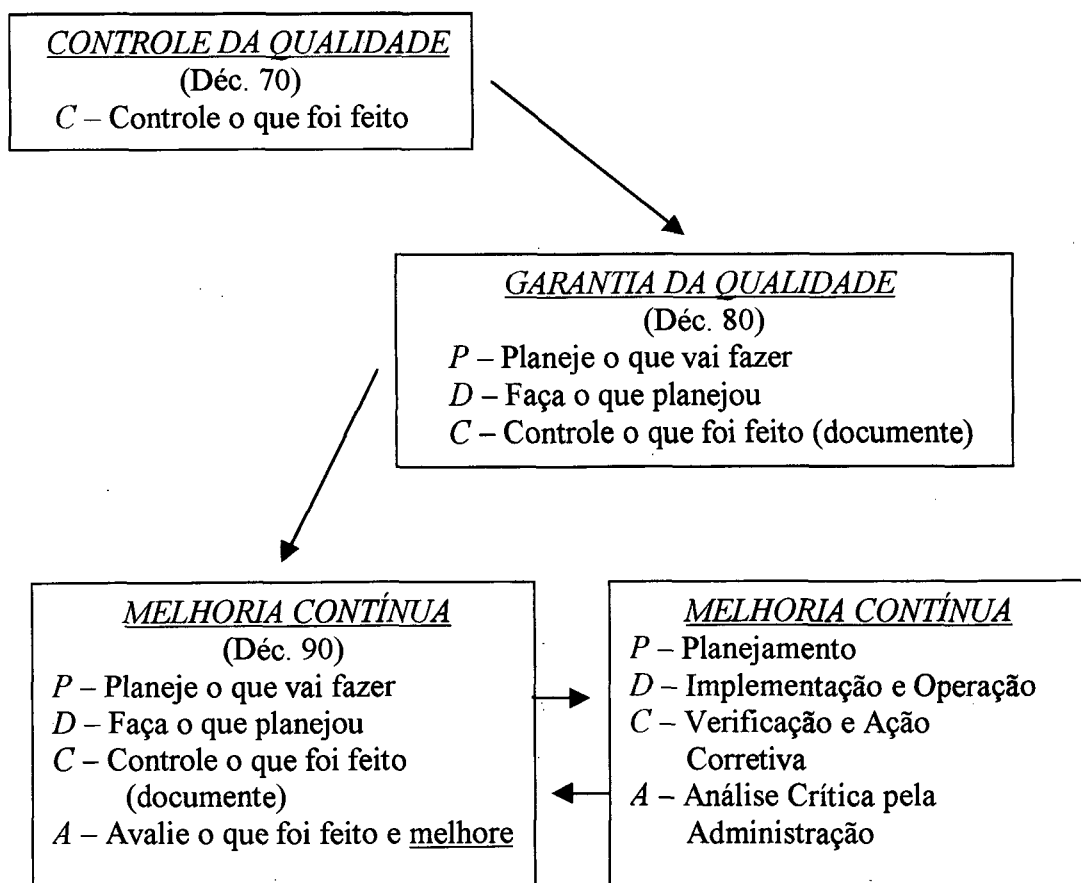 CONTROLE DA QUALIDADE
(Déc. 70)
C – Controle o que foi feito
GARANTIA DA QUALIDADE
(Déc. 80)
P – Planeje o que vai fazer
D – Faça o que planejou
C – Controle o que foi feito (documente)
MELHORIA CONTÍNUA
(Déc. 90)
P – Planeje o que vai fazer
D – Faça o que planejou
C – Controle o que foi feito
(documente)
A – Avalie o que foi feito e melhore
MELHORIA CONTÍNUA
P – Planejamento
D – Implementação e Operação
C – Verificação e Ação
Corretiva
A – Análise Crítica pela
Administração